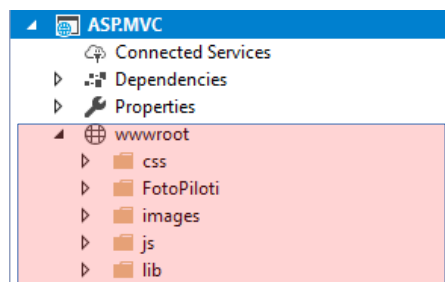 ASP.MVC
Connected Services
Dependencies
Properties
wwwroot
css
FotoPiloti
images
js
lib